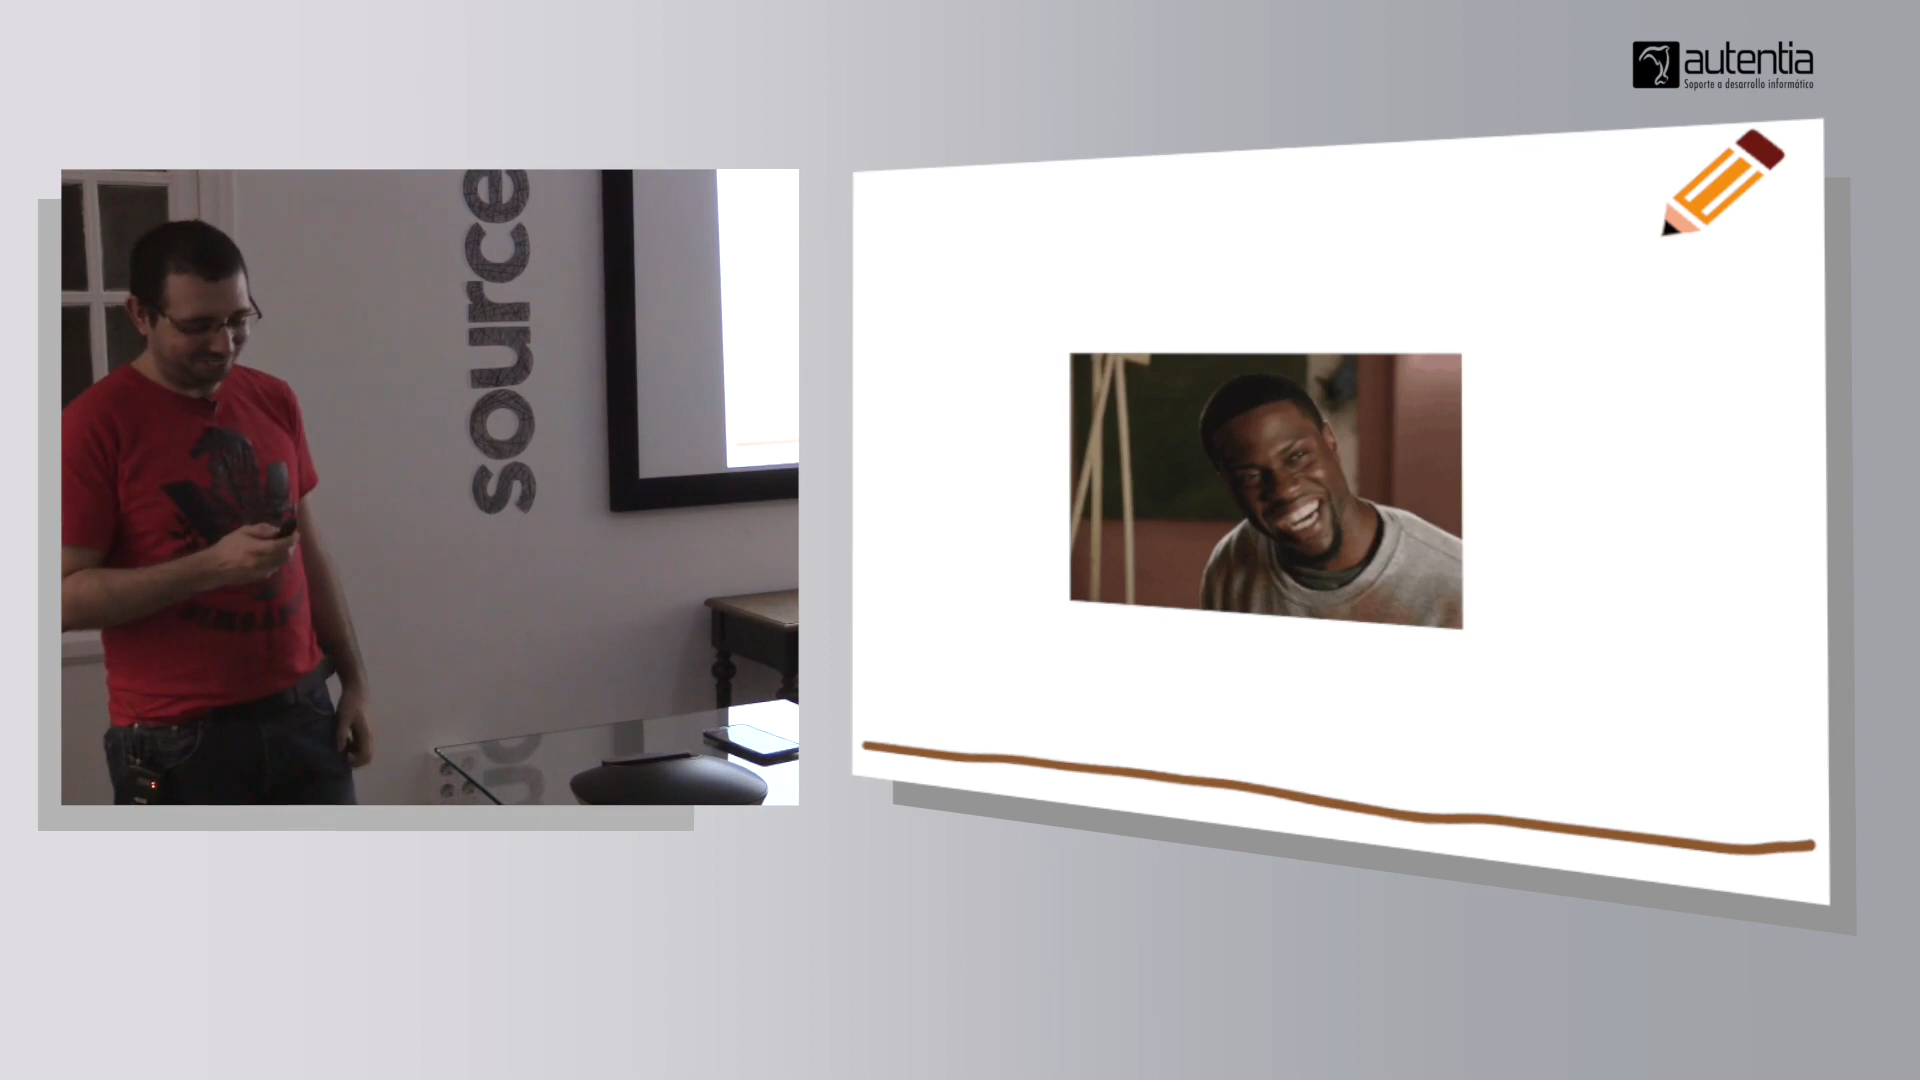 autentia
Soporte a desarrollo informático
source